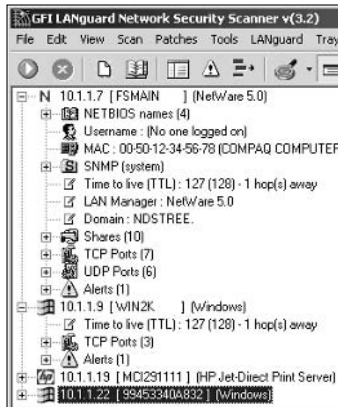 GFI LANguard Network Security Scanner v(3.2)
File Edit View Scan Patches Tools LANguard Tray
N 10.1.1.7 [ FSMAIN ] (NetWare 5.0)
NETBIOS names (4)
Username : (No one logged on)
MAC : 00-50-12-34-56-78 (COMPAQ COMPUTER
SNMP (system)
Time to live (TTL) : 127 (128) - 1 hop(s) away
LAN Manager : NetWare 5.0
Domain : NDSTREE.
Shares (10)
TCP Ports (7)
UDP Ports (6)
Alerts (1)
10.1.1.9 [ WIN2K ] (Windows)
Time to live (TTL) : 127 (128) - 1 hop(s) away
TCP Ports (3)
Alerts (1)
10.1.1.19 [ MCI291111 ] (HP Jet-Direct Print Server)
10.1.1.22 [ 99453340A832 ] (Windows)